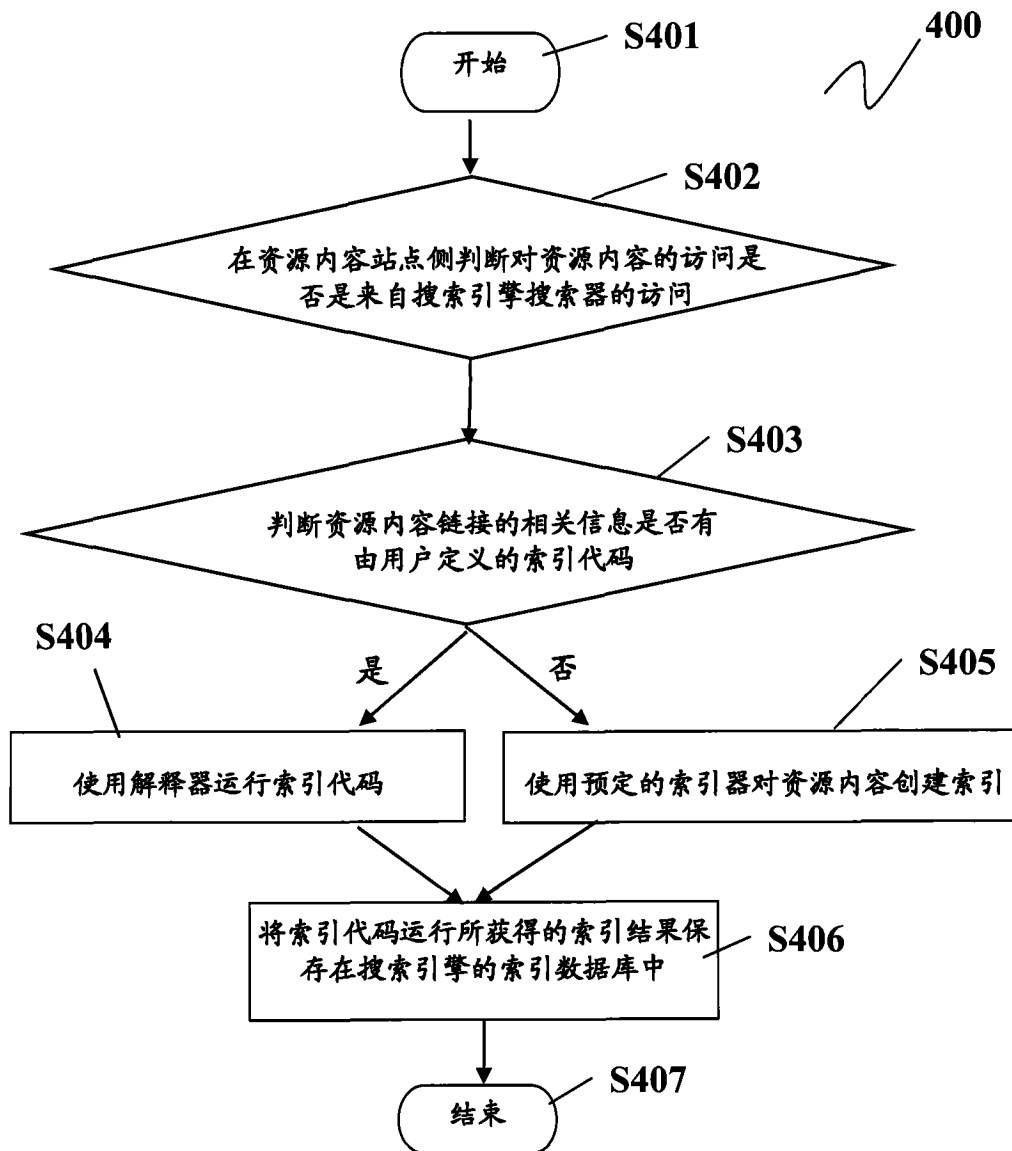 S401
400
开始
S402
在资源内容站点侧判断对资源内容的访问是
否是来自搜索引擎搜索器的访问
S403
判断资源内容链接的相关信息是否有
由用户定义的索引代码
S404
是
否
S405
使用解释器运行索引代码
使用预定的索引器对资源内容创建索引
将索引代码运行所获得的索引结果保
存在搜索引擎的索引数据库中
S406
S407
结束